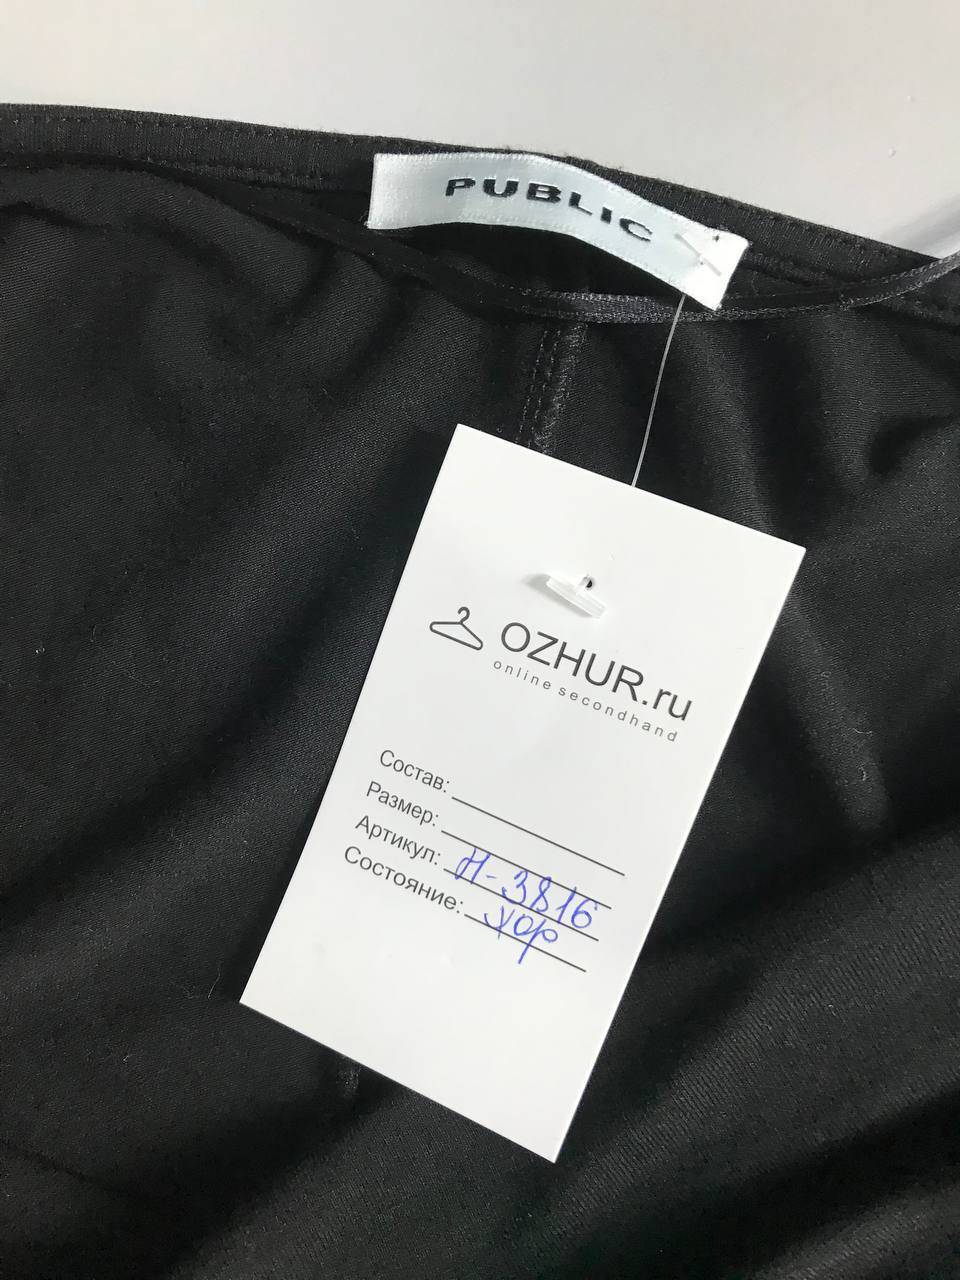 PUBLIC
OZHUR.ru
online secondhand
Состав:
Размер:
Артикул: Н-3816
Состояние: хор